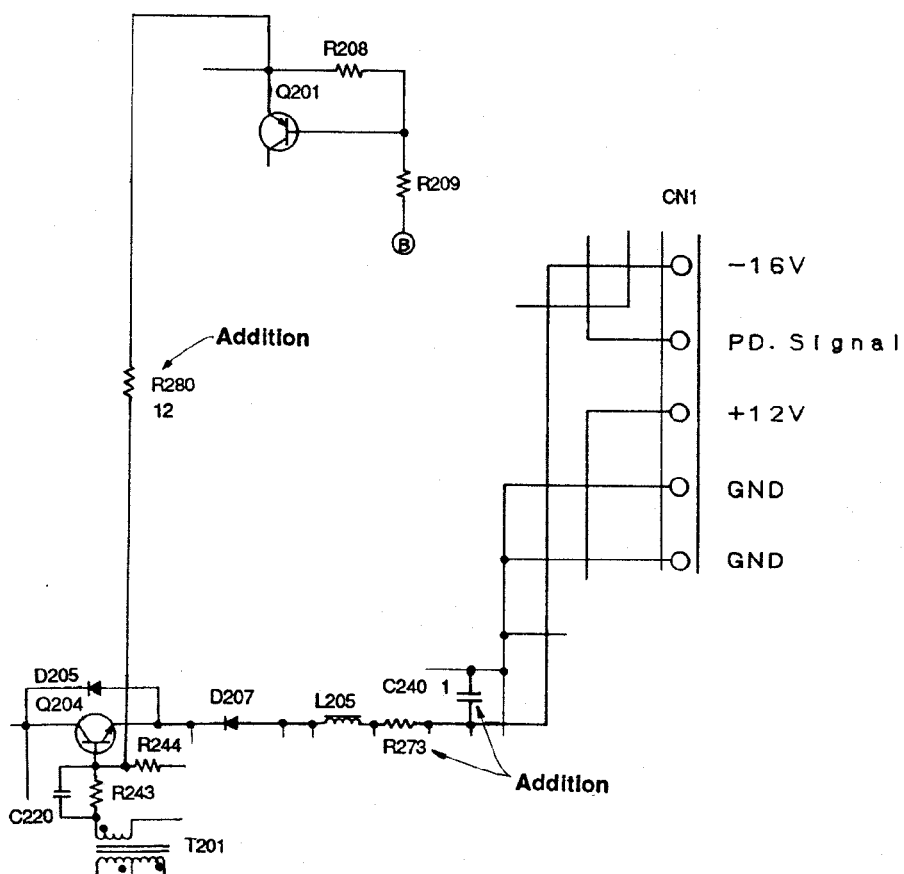 R208
Q201
R209
B
CN1
-16V
PD. Signal
+12V
GND
GND
Addition
R280
12
D205
Q204
D207
L205
C240 1
R244
R273
Addition
R243
C220
T201